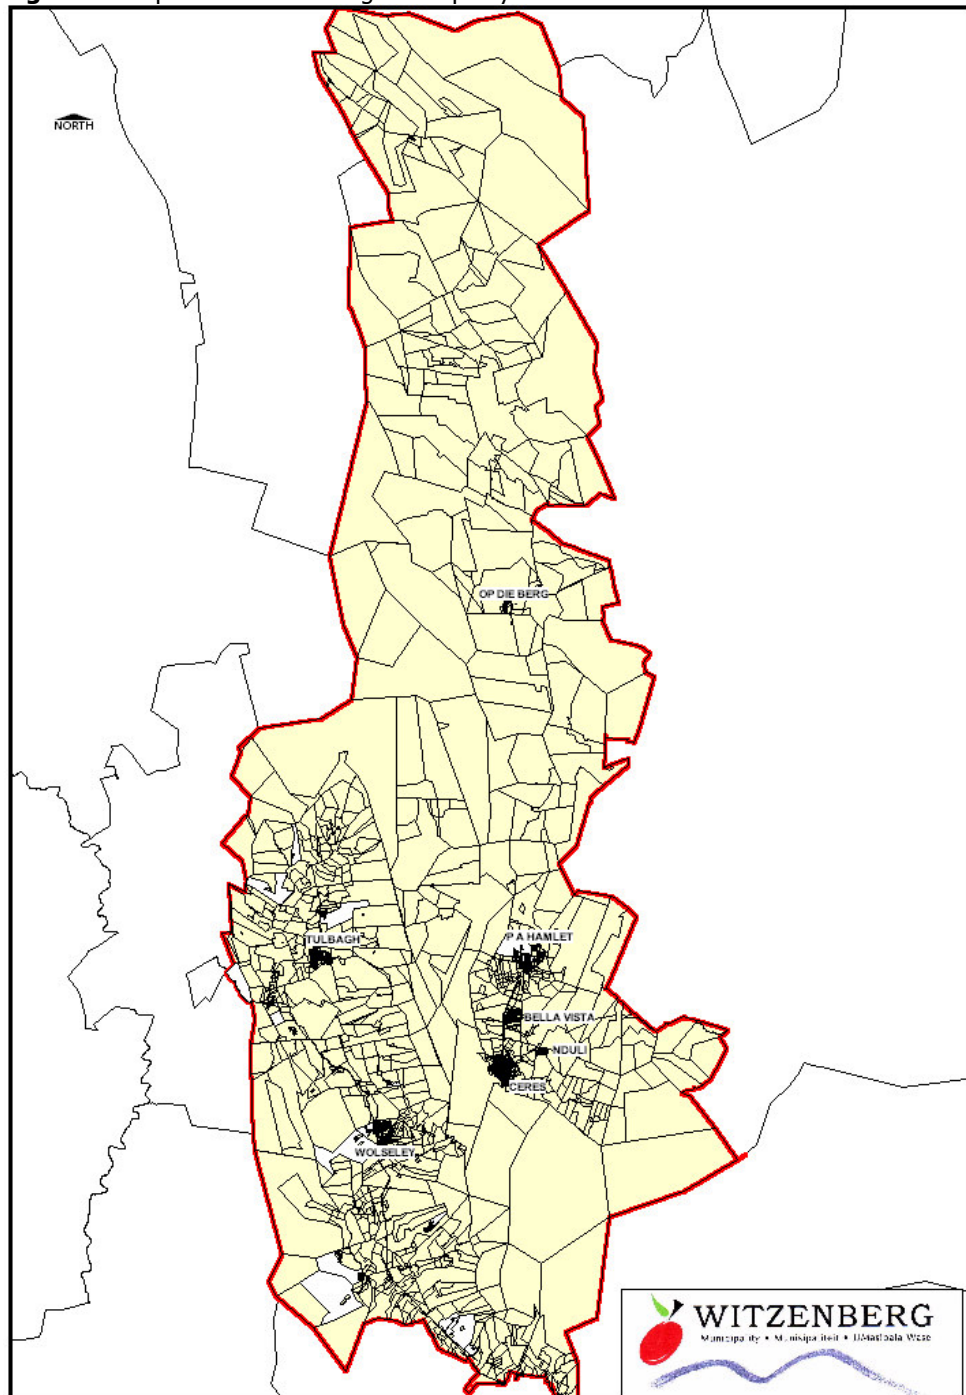 NORTH
OP DIE BERG
TULBAGH
P A HAMLET
BELLA VISTA
NDULI
CERES
WOLSELEY
WITZENBERG
Municipality • Munisipaliteit • UMasipala Wase